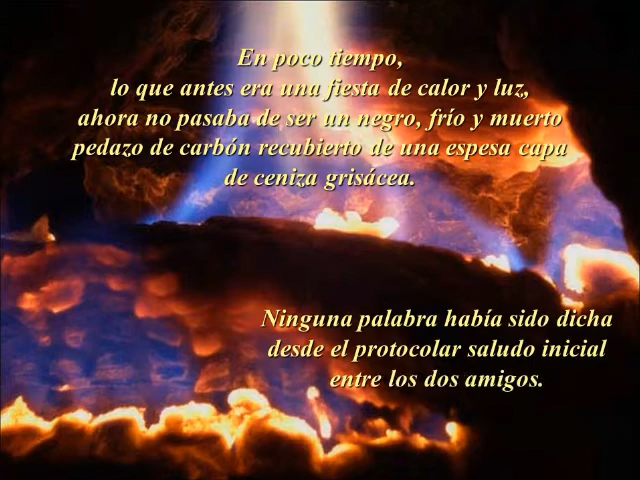 En poco tiempo,
lo que antes era una fiesta de calor y luz,
ahora no pasaba de ser un negro, frío y muerto
pedazo de carbón recubierto de una espesa capa
de ceniza grisácea.
Ninguna palabra había sido dicha
desde el protocolar saludo inicial
entre los dos amigos.